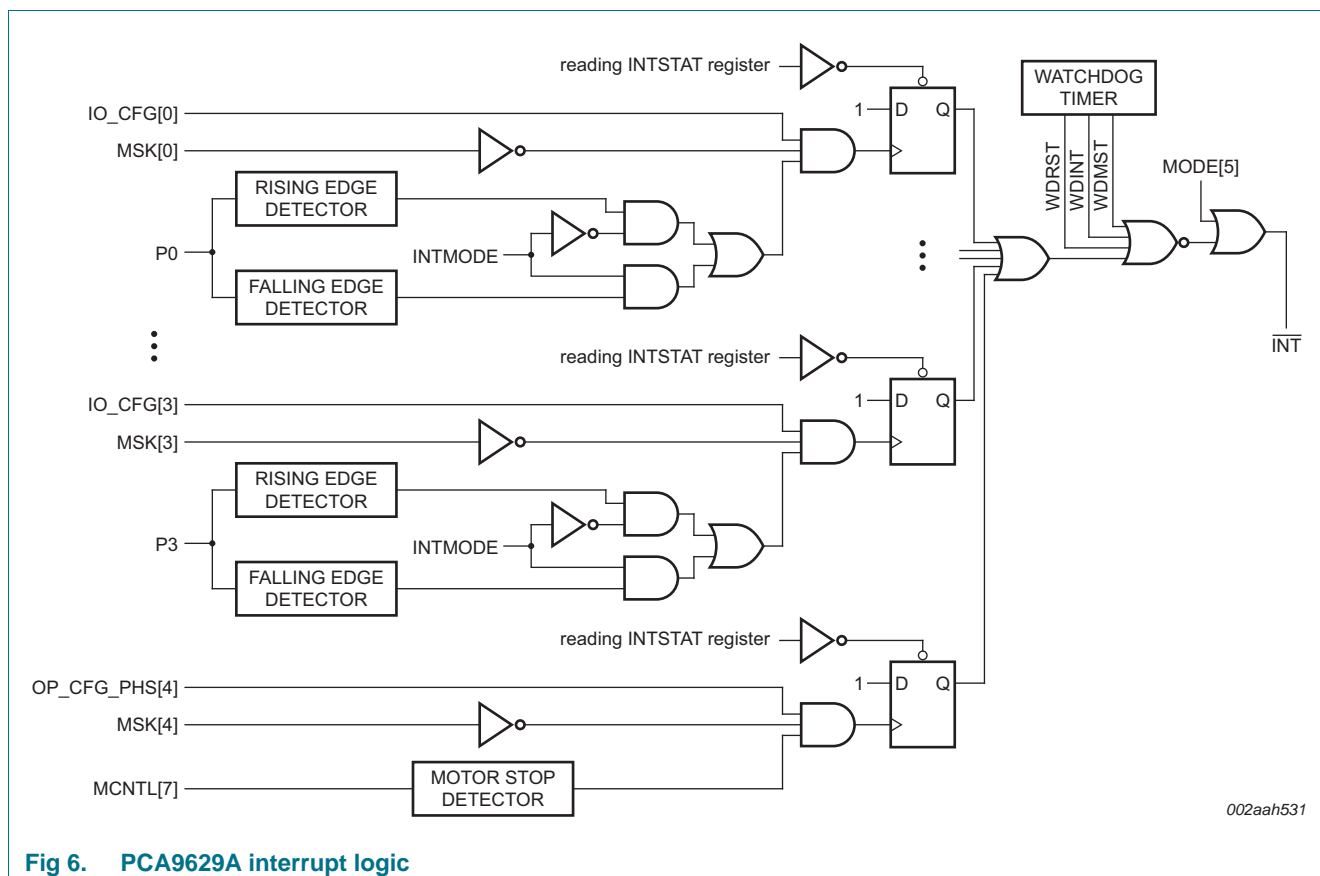 reading INTSTAT register
WATCHDOG
TIMER
IO_CFG[0]
1
D
Q
MSK[0]
WDRST
WDINT
WDMST
MODE[5]
RISING EDGE
DETECTOR
P0
INTMODE
FALLING EDGE
DETECTOR
INT
reading INTSTAT register
IO_CFG[3]
1
D
Q
MSK[3]
RISING EDGE
DETECTOR
P3
INTMODE
FALLING EDGE
DETECTOR
reading INTSTAT register
OP_CFG_PHS[4]
1
D
Q
MSK[4]
MCNTL[7]
MOTOR STOP
DETECTOR
002aah531
Fig 6. PCA9629A interrupt logic